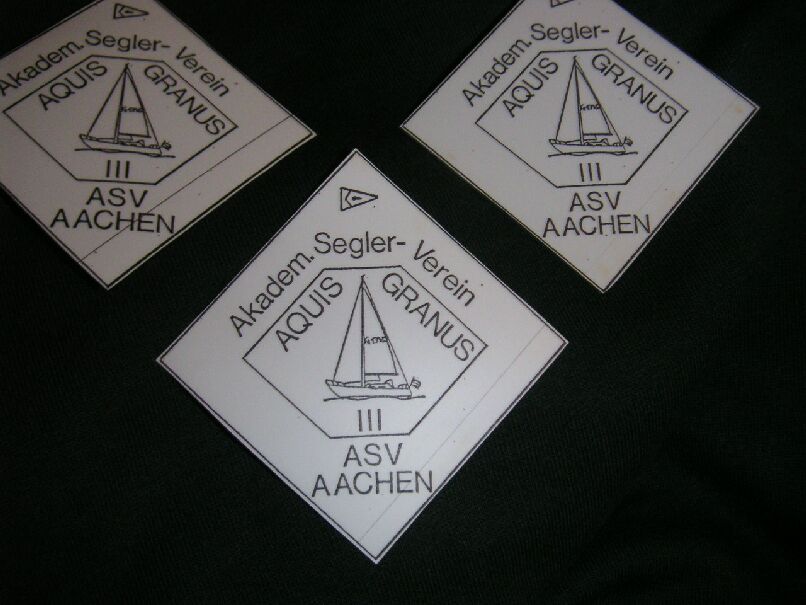 Akadem. Segler- Verein
AQUIS GRANUS
III
ASV
AACHEN
Akadem. Segler- Verein
AQUIS GRANUS
III
ASV
AACHEN
Akadem. Segler- Verein
AQUIS GRANUS
III
ASV
AACHEN